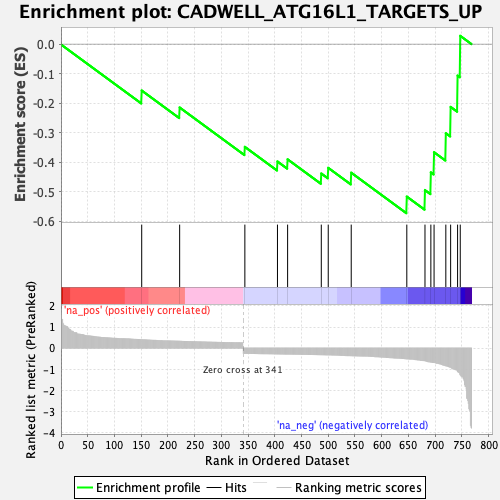 Enrichment plot: CADWELL_ATG16L1_TARGETS_UP
Enrichment score (ES)
0.0
-0.1
-0.2
-0.3
-0.4
-0.5
-0.6
'na_pos' (positively correlated)
Ranked list metric (PreRanked)
2
1
0
-1
-2
-3
-4
Zero cross at 341
'na_neg' (negatively correlated)
0 50 100 150 200 250 300 350 400 450 500 550 600 650 700 750 800
Rank in Ordered Dataset
Enrichment profile Hits Ranking metric scores